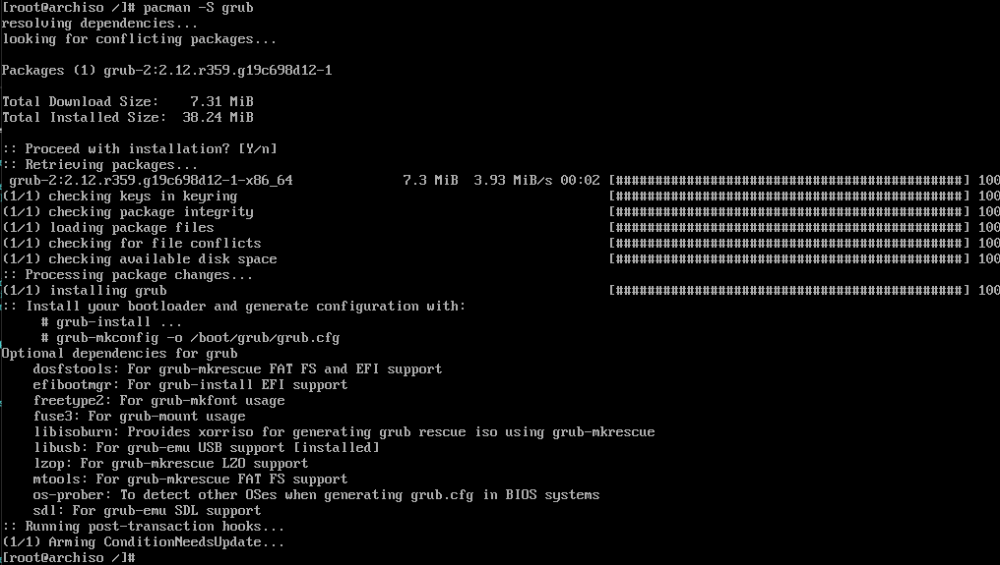 [root@archiso /]# pacman -S grub
resolving dependencies...
looking for conflicting packages...
Packages (1) grub-2:2.12.r359.g19c698d12-1
Total Download Size:    7.31 MiB
Total Installed Size:  38.24 MiB
:: Proceed with installation? [Y/n]
:: Retrieving packages...
 grub-2:2.12.r359.g19c698d12-1-x86_64              7.3 MiB  3.93 MiB/s 00:02 [############################################] 100
(1/1) checking keys in keyring                                               [############################################] 100
(1/1) checking package integrity                                             [############################################] 100
(1/1) loading package files                                                  [############################################] 100
(1/1) checking for file conflicts                                            [############################################] 100
(1/1) checking available disk space                                          [############################################] 100
:: Processing package changes...
(1/1) installing grub                                                        [############################################] 100
:: Install your bootloader and generate configuration with:
     # grub-install ...
     # grub-mkconfig -o /boot/grub/grub.cfg
Optional dependencies for grub
    dosfstools: For grub-mkrescue FAT FS and EFI support
    efibootmgr: For grub-install EFI support
    freetype2: For grub-mkfont usage
    fuse3: For grub-mount usage
    libisoburn: Provides xorriso for generating grub rescue iso using grub-mkrescue
    libusb: For grub-emu USB support [installed]
    lzop: For grub-mkrescue LZO support
    mtools: For grub-mkrescue FAT FS support
    os-prober: To detect other OSes when generating grub.cfg in BIOS systems
    sdl: For grub-emu SDL support
:: Running post-transaction hooks...
(1/1) Arming ConditionNeedsUpdate...
[root@archiso /]#